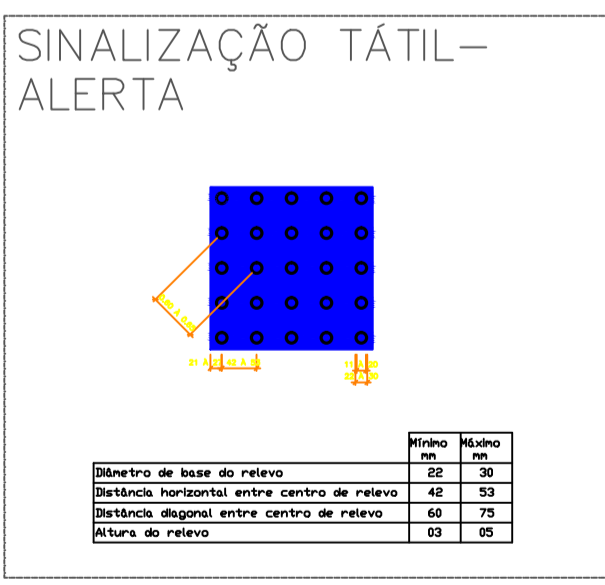 SINALIZAÇÃO TÁTIL-
ALERTA
Mínimo mm Máximo mm
Diâmetro de base do relevo 22 30
Distância horizontal entre centro de relevo 42 53
Distância diagonal entre centro de relevo 60 75
Altura do relevo 03 05